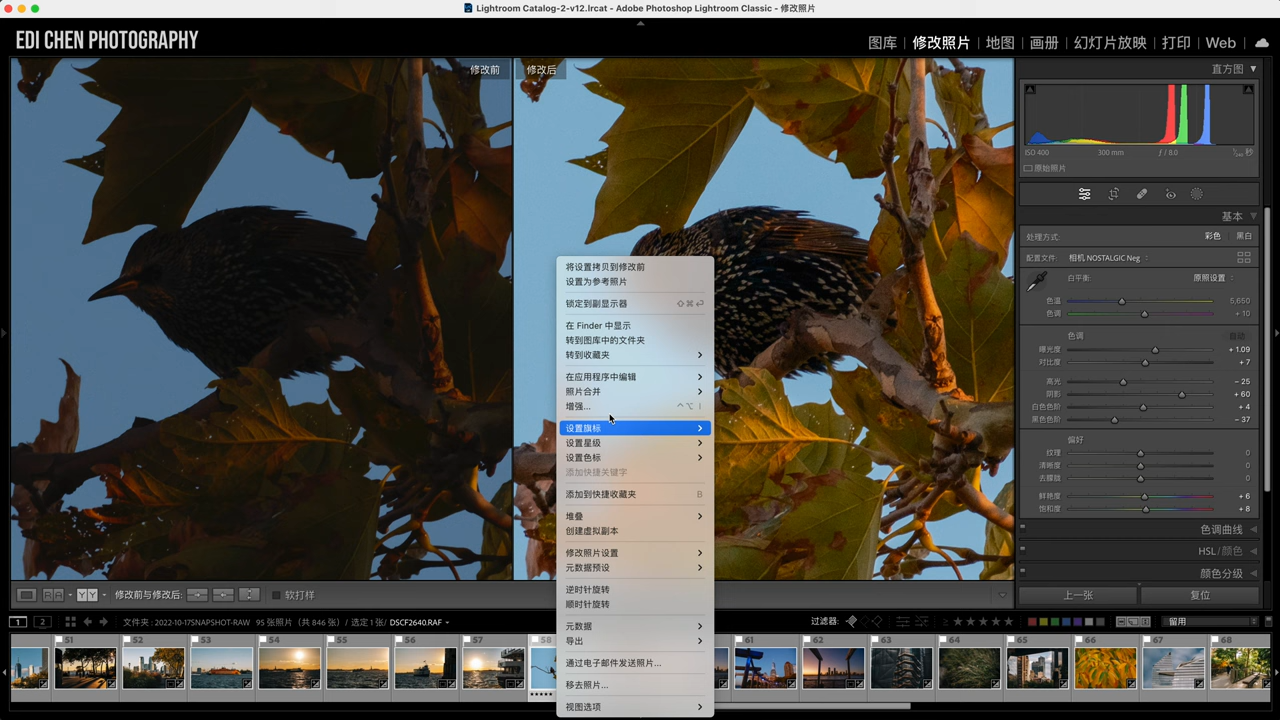 Lightroom Catalog-2-v12.lrcat - Adobe Photoshop Lightroom Classic - 修改照片
EDI CHEN PHOTOGRAPHY
图库 | 修改照片 | 地图 | 画册 | 幻灯片放映 | 打印 | Web
修改前
修改后
直方图
ISO 400 300 mm ƒ / 8.0
原始照片
基本
处理方式: 彩色 黑白
配置文件: 相机 NOSTALGIC Neg
白平衡 原照设置
色温 5,650
色调 + 10
色调 自动
曝光度 + 1.09
对比度 + 7
高光 − 25
阴影 + 60
白色色阶 + 4
黑色色阶 − 37
偏好
纹理 0
清晰度 0
去朦胧 0
鲜艳度 + 6
饱和度 + 8
色调曲线
HSL / 颜色
颜色分级
上一张 复位
将设置拷贝到修改前
设置为参考照片
锁定到副显示器 ⇧⌘↩
在 Finder 中显示
转到图库中的文件夹
转到收藏夹
在应用程序中编辑
照片合并
增强... ^⌥ I
设置旗标
设置星级
设置色标
添加快捷关键字
添加到快捷收藏夹 B
堆叠
创建虚拟副本
修改照片设置
元数据预设
逆时针旋转
顺时针旋转
元数据
导出
通过电子邮件发送照片...
移去照片...
视图选项
R A Y Y 修改前与修改后: 软打样
1 2 文件夹 : 2022-10-17SNAPSHOT-RAW 95 张照片（共 846 张）/ 选定 1 张/ DSCF2640.RAF
过滤器: ≥ ★★★★★ 留用
51 52 53 54 55 56 57 58 61 62 63 64 65 66 67 68